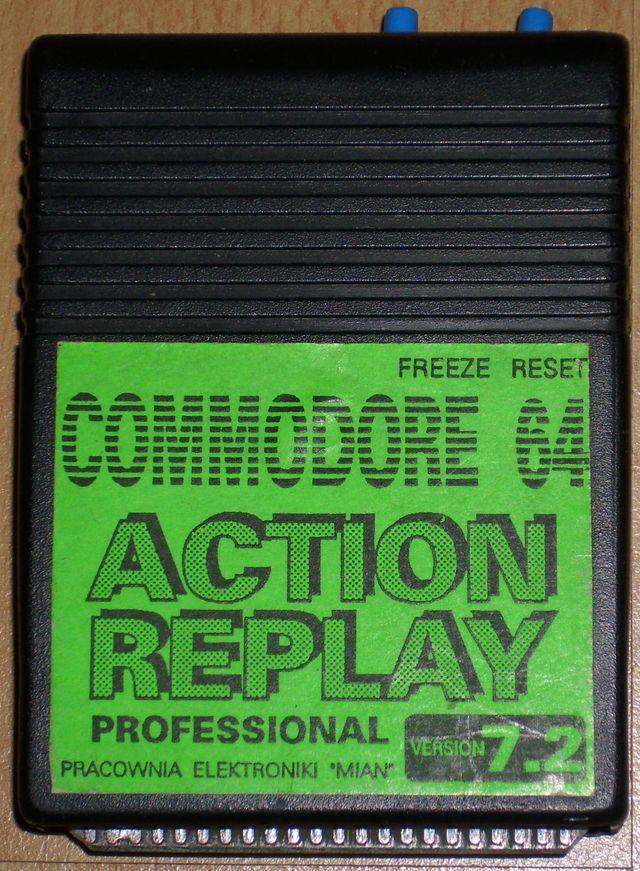 FREEZE RESET
COMMODORE 64
ACTION
REPLAY
PROFESSIONAL
VERSION 7.2
PRACOWNIA ELEKTRONIKI "MIAN"